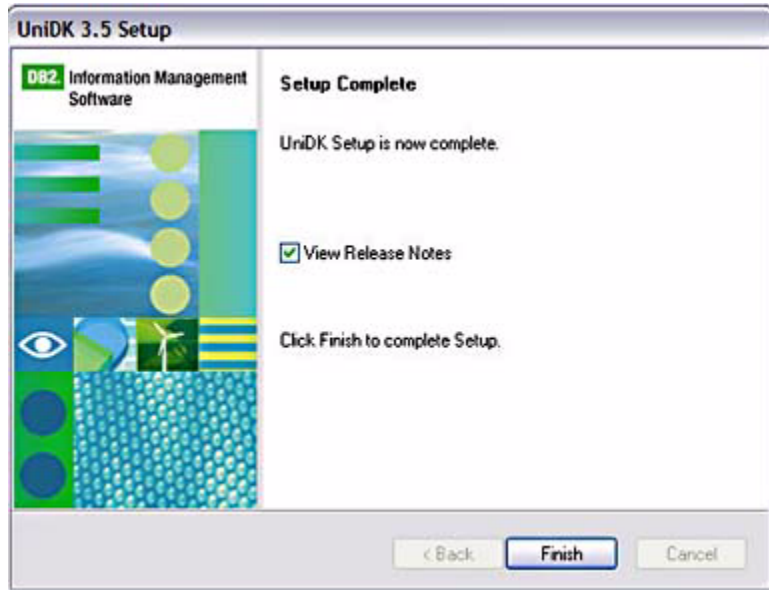 UniDK 3.5 Setup
DB2. Information Management
Software
Setup Complete
UniDK Setup is now complete.
View Release Notes
Click Finish to complete Setup.
< Back
Finish
Cancel